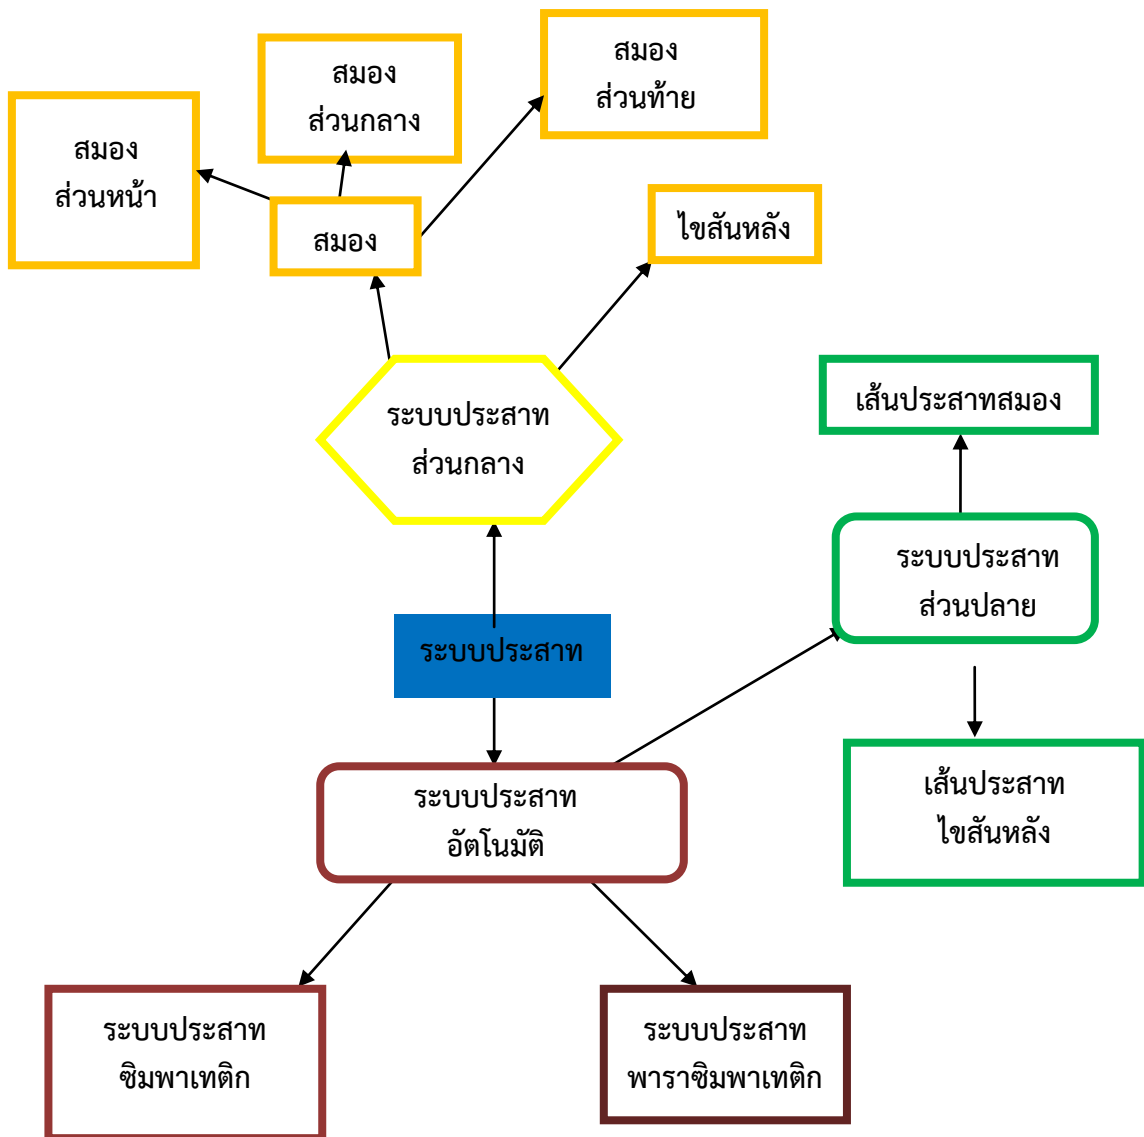 สมอง
ส่วนท้าย
สมอง
ส่วนกลาง
สมอง
ส่วนหน้า
สมอง
ไขสันหลัง
ระบบประสาท
ส่วนกลาง
เส้นประสาทสมอง
ระบบประสาท
ส่วนปลาย
ระบบประสาท
เส้นประสาท
ไขสันหลัง
ระบบประสาท
อัตโนมัติ
ระบบประสาท
ซิมพาเทติก
ระบบประสาท
พาราซิมพาเทติก